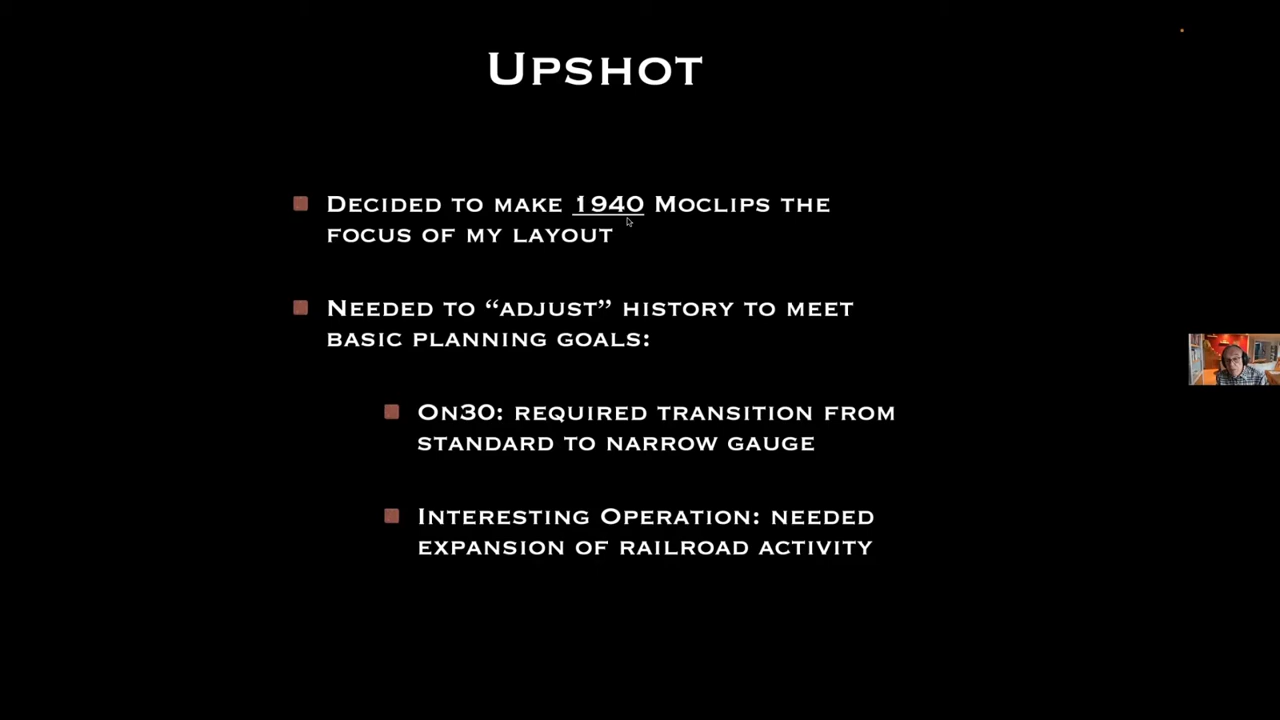 Upshot
Decided to make 1940 Moclips the
focus of my layout
Needed to “adjust” history to meet
basic planning goals:
On30: required transition from
standard to narrow gauge
Interesting Operation: needed
expansion of railroad activity